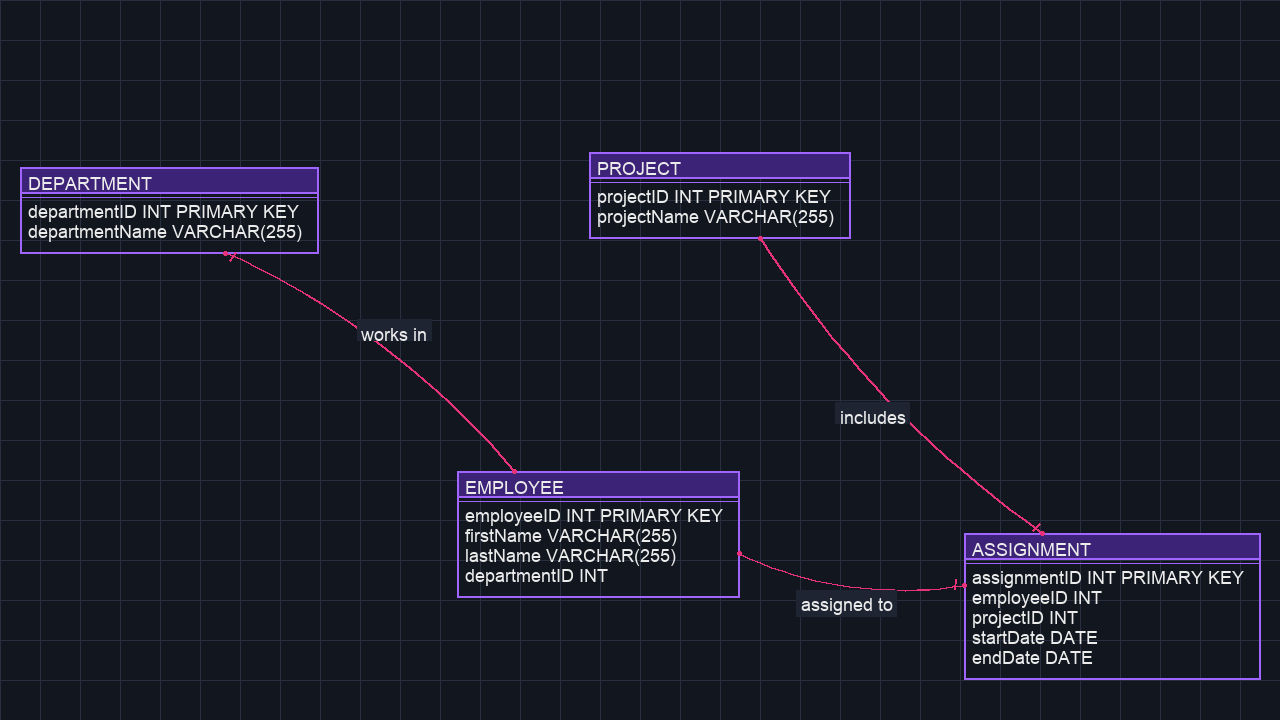 DEPARTMENT
departmentID INT PRIMARY KEY
departmentName VARCHAR(255)
PROJECT
projectID INT PRIMARY KEY
projectName VARCHAR(255)
works in
includes
EMPLOYEE
employeeID INT PRIMARY KEY
firstName VARCHAR(255)
lastName VARCHAR(255)
departmentID INT
assigned to
ASSIGNMENT
assignmentID INT PRIMARY KEY
employeeID INT
projectID INT
startDate DATE
endDate DATE